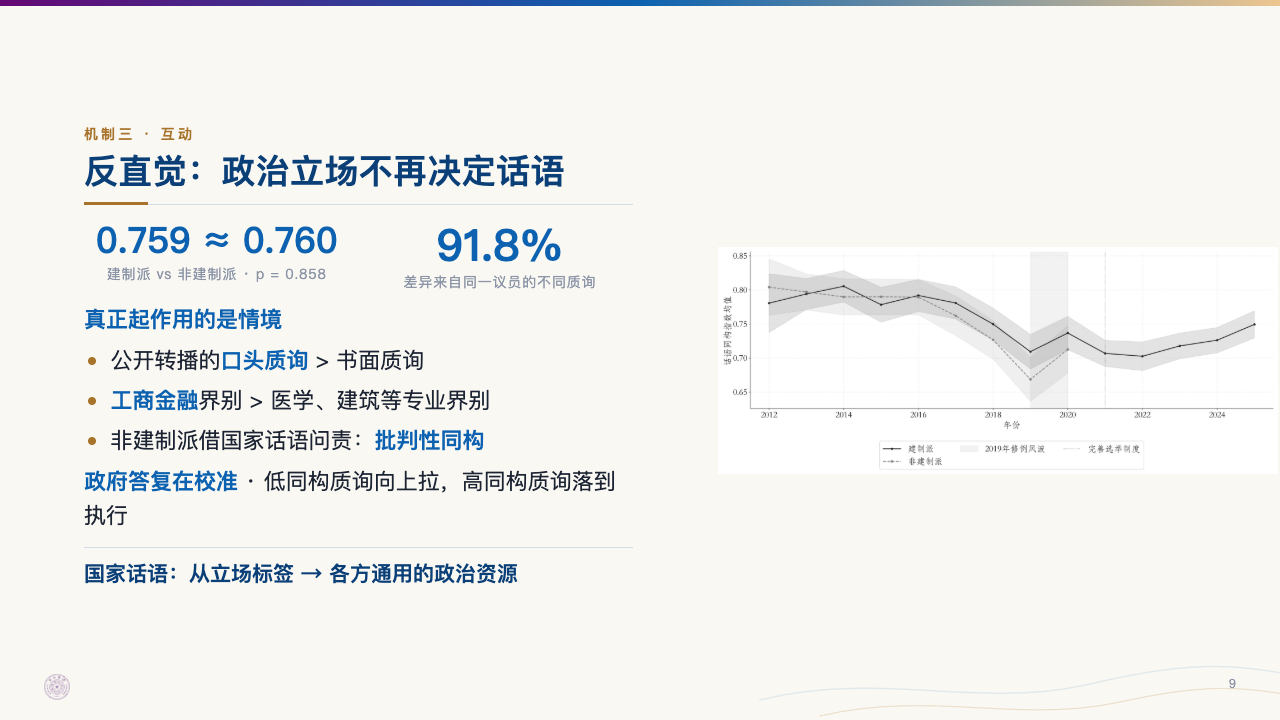 机制三 · 互动
反直觉：政治立场不再决定话语
0.759 ≈ 0.760
建制派 vs 非建制派 · p = 0.858
91.8%
差异来自同一议员的不同质询
真正起作用的是情境
公开转播的口头质询 > 书面质询
工商金融界别 > 医学、建筑等专业界别
非建制派借国家话语问责：批判性同构
政府答复在校准 · 低同构质询向上拉，高同构质询落到
执行
国家话语：从立场标签 → 各方通用的政治资源
话语同构指数均值
0.85
0.80
0.75
0.70
0.65
2012
2014
2016
2018
2020
2022
2024
年份
建制派
2019年修例风波
完善选举制度
非建制派
9